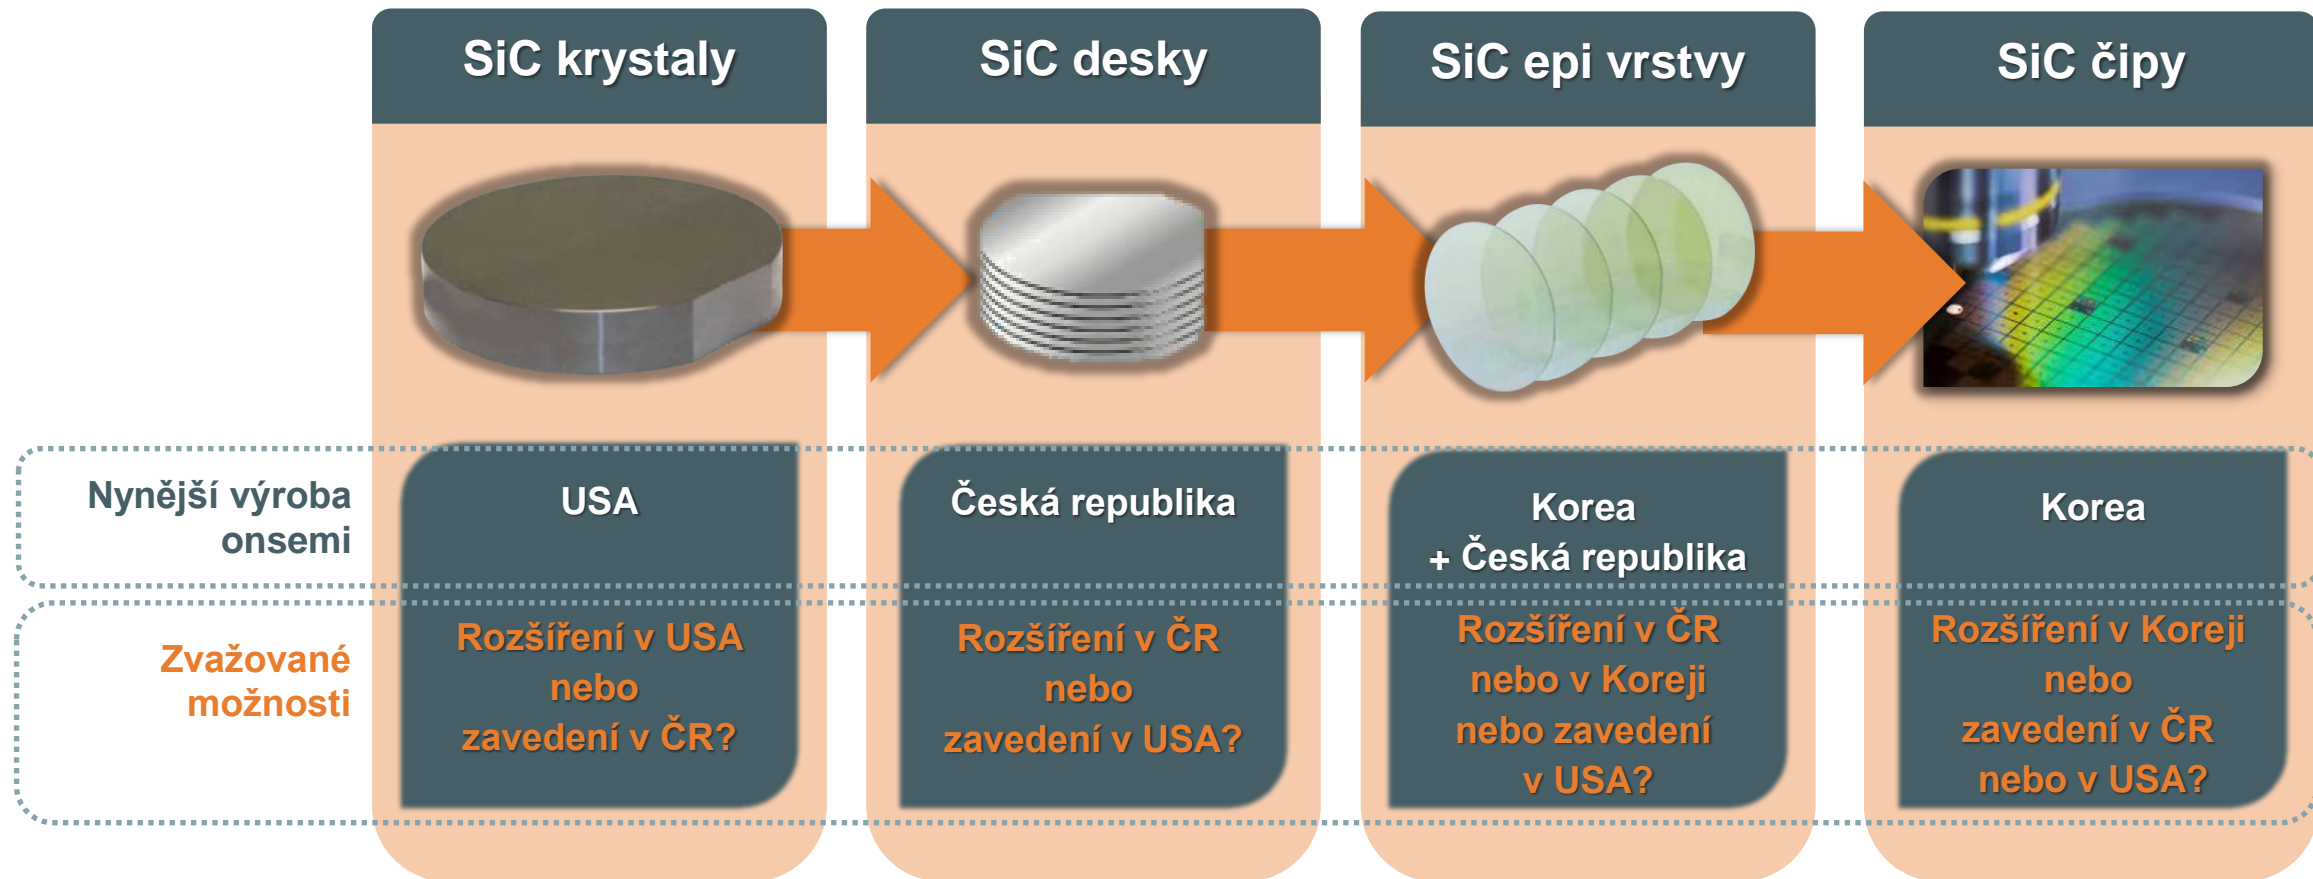 SiC krystaly
SiC desky
SiC epi vrstvy
SiC čipy
Nynější výroba
onsemi
USA
Česká republika
Korea
+ Česká republika
Korea
Zvažované
možnosti
Rozšíření v USA
nebo
zavedení v ČR?
Rozšíření v ČR
nebo
zavedení v USA?
Rozšíření v ČR
nebo v Koreji
nebo zavedení
v USA?
Rozšíření v Koreji
nebo
zavedení v ČR
nebo v USA?